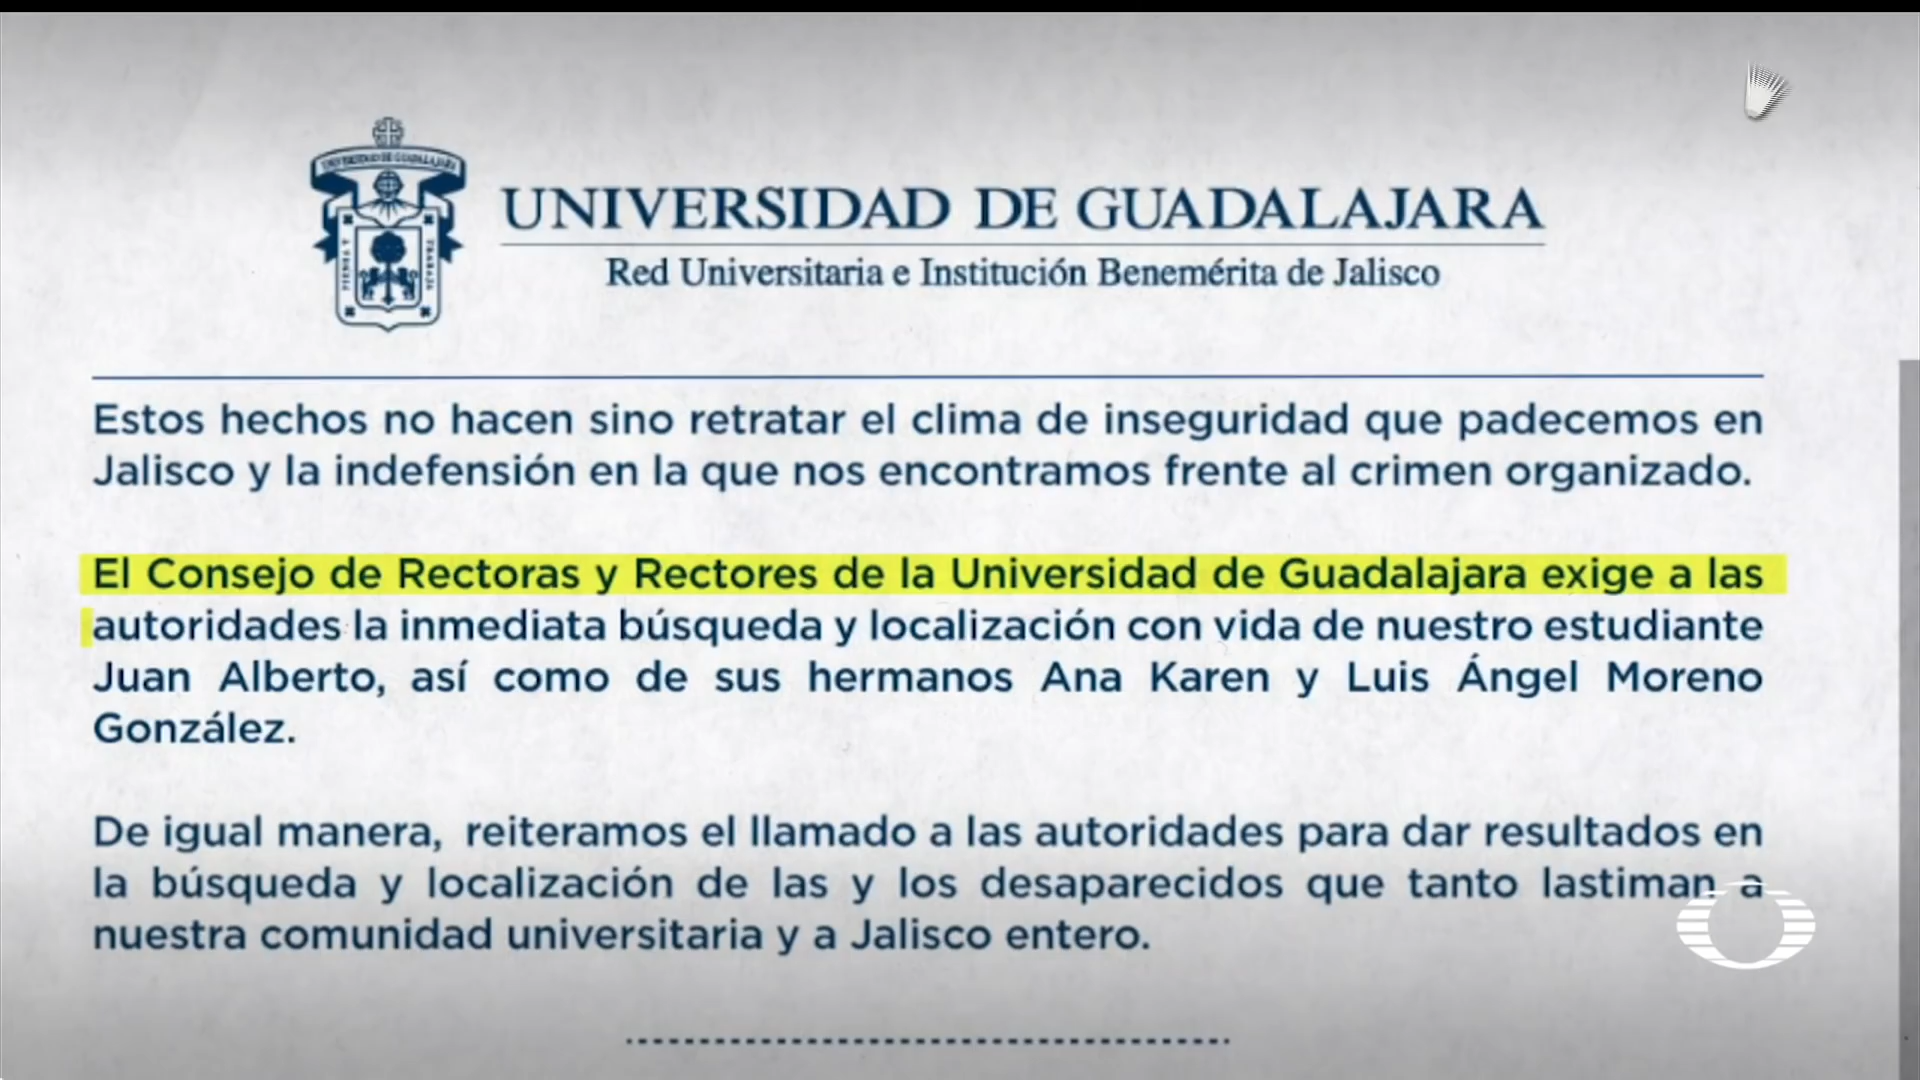 UNIVERSIDAD DE GUADALAJARA
UNIVERSIDAD DE GUADALAJARA
Red Universitaria e Institución Benemérita de Jalisco
Estos hechos no hacen sino retratar el clima de inseguridad que padecemos en
Jalisco y la indefensión en la que nos encontramos frente al crimen organizado.
El Consejo de Rectoras y Rectores de la Universidad de Guadalajara exige a las
autoridades la inmediata búsqueda y localización con vida de nuestro estudiante
Juan Alberto, así como de sus hermanos Ana Karen y Luis Ángel Moreno
González.
De igual manera, reiteramos el llamado a las autoridades para dar resultados en
la búsqueda y localización de las y los desaparecidos que tanto lastiman a
nuestra comunidad universitaria y a Jalisco entero.